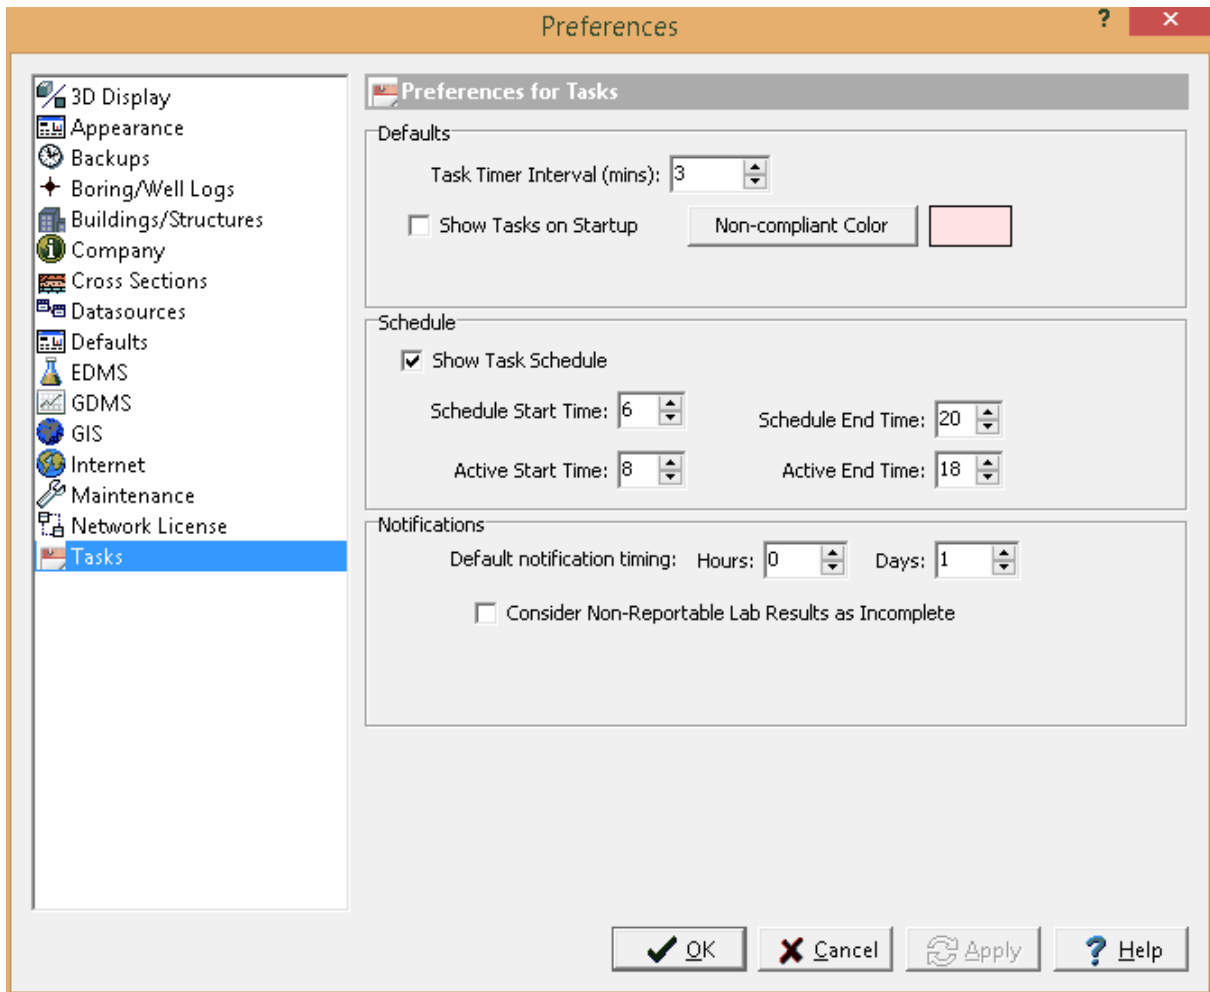 Preferences
?
3D Display
Appearance
Backups
Boring/Well Logs
Buildings/Structures
Company
Cross Sections
Datasources
Defaults
EDMS
GDMS
GIS
Internet
Maintenance
Network License
Tasks
Preferences for Tasks
Defaults
Task Timer Interval (mins): 3
Show Tasks on Startup Non-compliant Color
Schedule
Show Task Schedule
Schedule Start Time: 6 Schedule End Time: 20
Active Start Time: 8 Active End Time: 18
Notifications
Default notification timing: Hours: 0 Days: 1
Consider Non-Reportable Lab Results as Incomplete
OK Cancel Apply ? Help